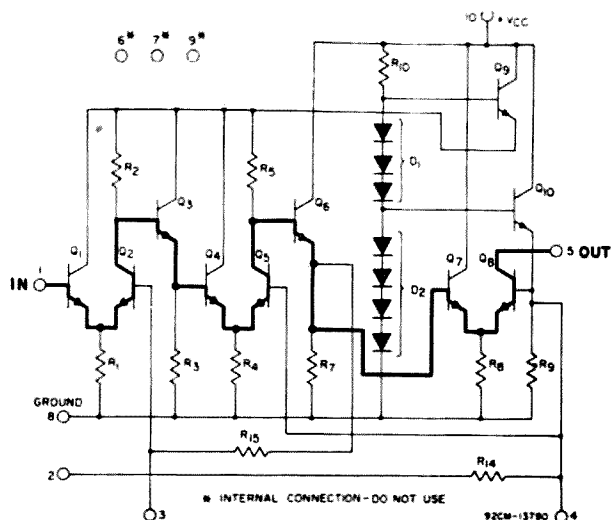 10 + VCC
6* 7* 9*
R10
Q9
D1
R2
R5
Q3
Q6
Q10
Q1
Q2
Q4
Q5
Q7
Q8
5 OUT
IN 1
D2
R1
R3
R4
R7
R8
R9
GROUND
8
R15
2
R14
* INTERNAL CONNECTION-DO NOT USE
3
92CM-13780
4